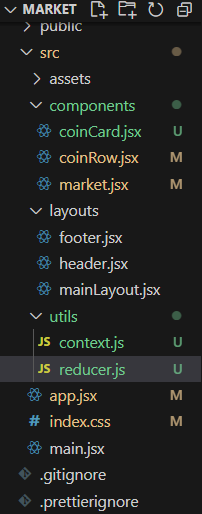 MARKET
public
src
assets
components
coinCard.jsx U
coinRow.jsx M
market.jsx M
layouts
footer.jsx
header.jsx
mainLayout.jsx
utils
JS context.js U
JS reducer.js U
app.jsx M
# index.css M
main.jsx
.gitignore
.prettierignore